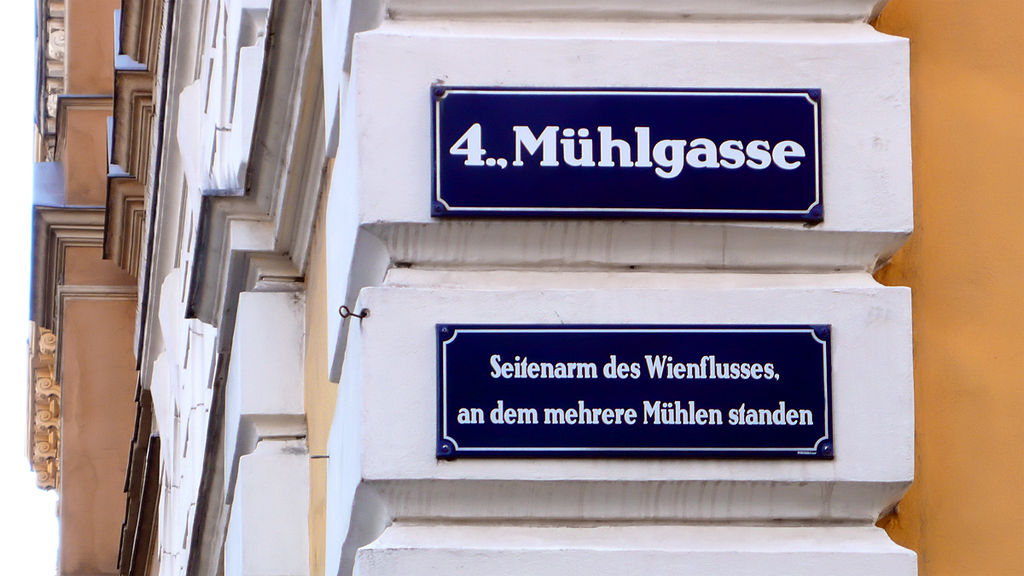 4., Mühlgasse
Seitenarm des Wienflusses,
an dem mehrere Mühlen standen